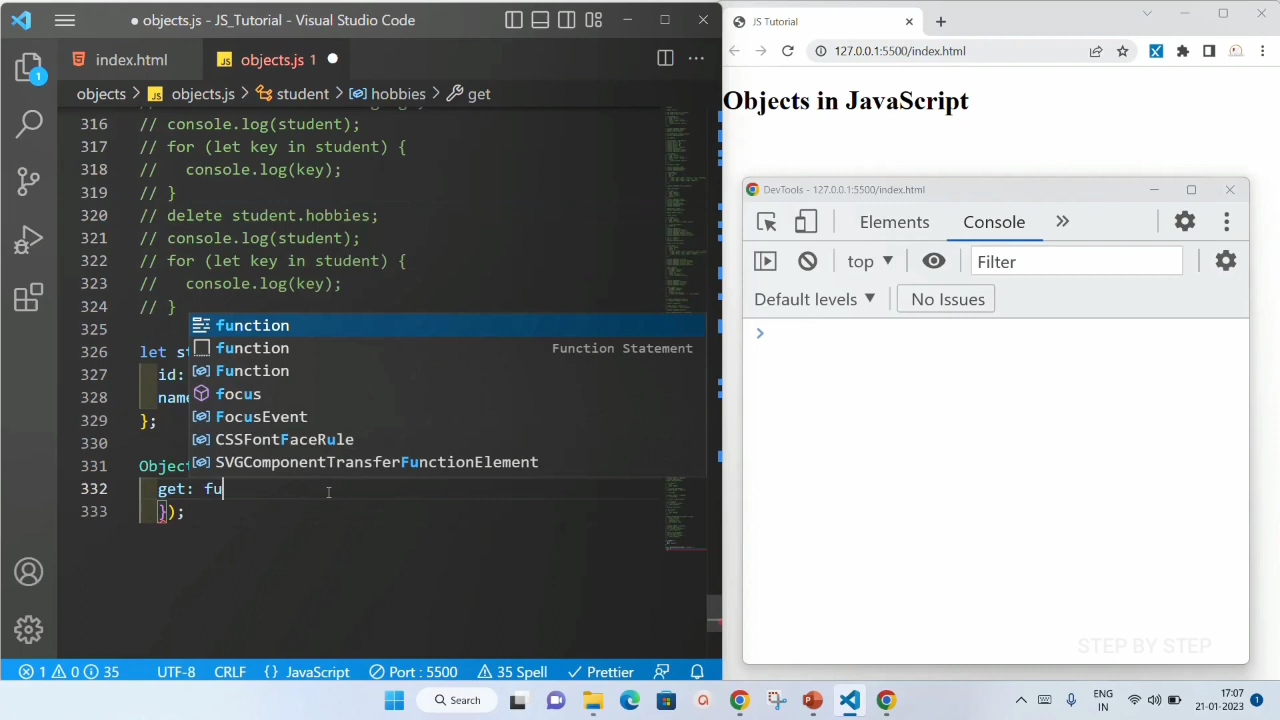 objects.js - JS_Tutorial - Visual Studio Code
index.html
JS objects.js 1
objects JS objects.js student hobbies get
316 // console.log(student);
317 // for (let key in student) {
318 // console.log(key);
319 // }
320 // delete student.hobbies;
321 // console.log(student);
322 // for (let key in student) {
323 // console.log(key);
324 // }
325
326 let st
327 id:
328 name
329 };
330
331 Object
332 get: fu
333 });
function
function Function Statement
Function
focus
FocusEvent
CSSFontFaceRule
SVGComponentTransferFunctionElement
1
1 0 35 UTF-8 CRLF {} JavaScript Port : 5500 35 Spell Prettier
JS Tutorial
127.0.0.1:5500/index.html
Objects in JavaScript
DevTools - 127.0.0.1:5500/index.html
Elements Console
top Filter
Default levels No Issues
STEP BY STEP
Search
ENG
IN
17:07
21-01-2023
1